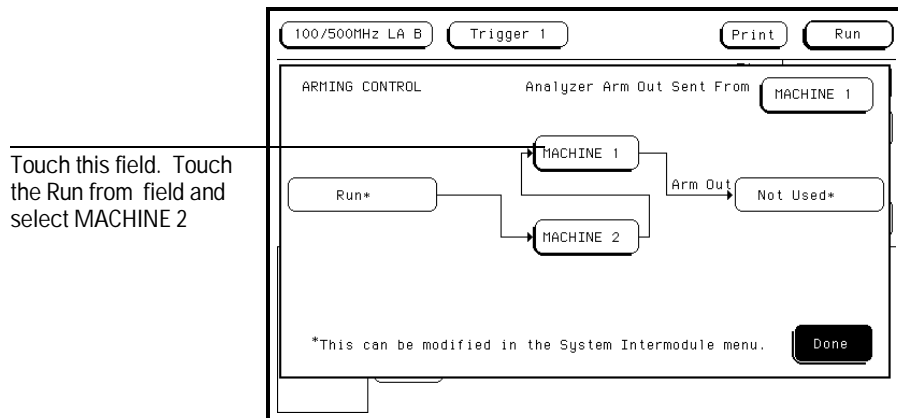 100/500MHz LA B
Trigger 1
Print
Run
ARMING CONTROL
Analyzer Arm Out Sent From
MACHINE 1
Touch this field. Touch
the Run from field and
select MACHINE 2
MACHINE 1
Run*
Arm Out
Not Used*
MACHINE 2
*This can be modified in the System Intermodule menu.
Done